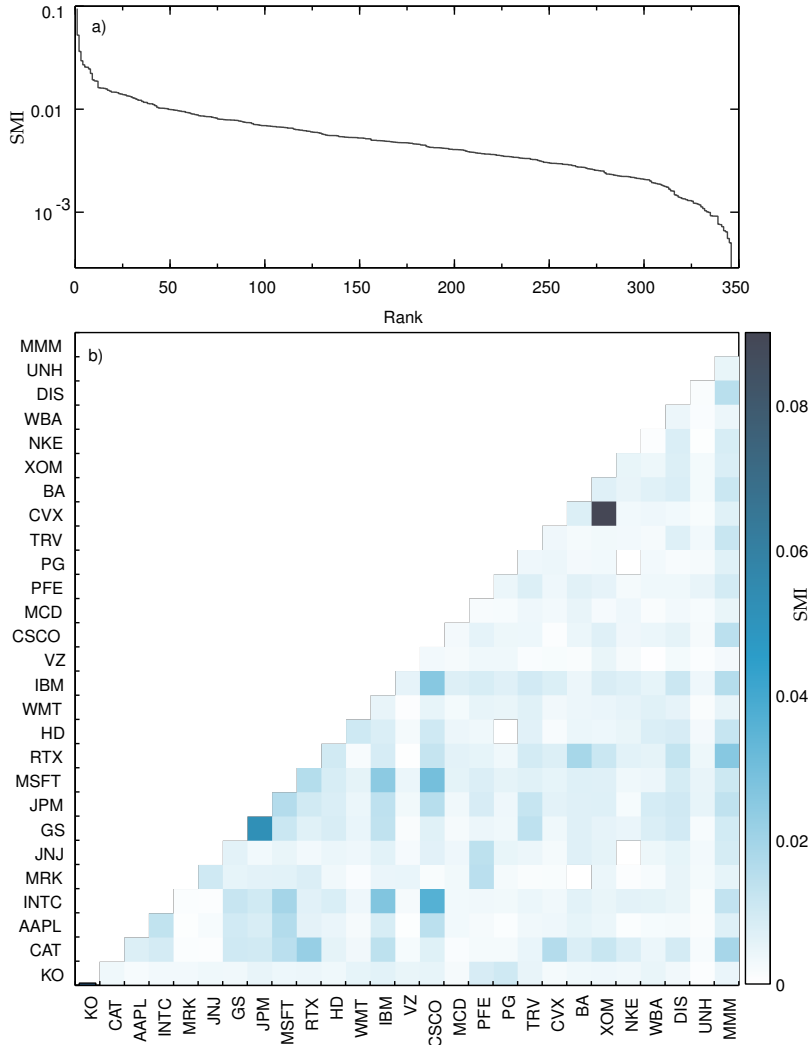 a)
0.1
0.01
10-3
SMI
0 50 100 150 200 250 300 350
Rank
b)
MMM
UNH
DIS
WBA
NKE
XOM
BA
CVX
TRV
PG
PFE
MCD
CSCO
VZ
IBM
WMT
HD
RTX
MSFT
JPM
GS
JNJ
MRK
INTC
AAPL
CAT
KO
KO CAT AAPL INTC MRK JNJ GS JPM MSFT RTX HD WMT IBM VZ CSCO MCD PFE PG TRV CVX BA XOM NKE WBA DIS UNH MMM
0.08
0.06
0.04
0.02
0
SMI